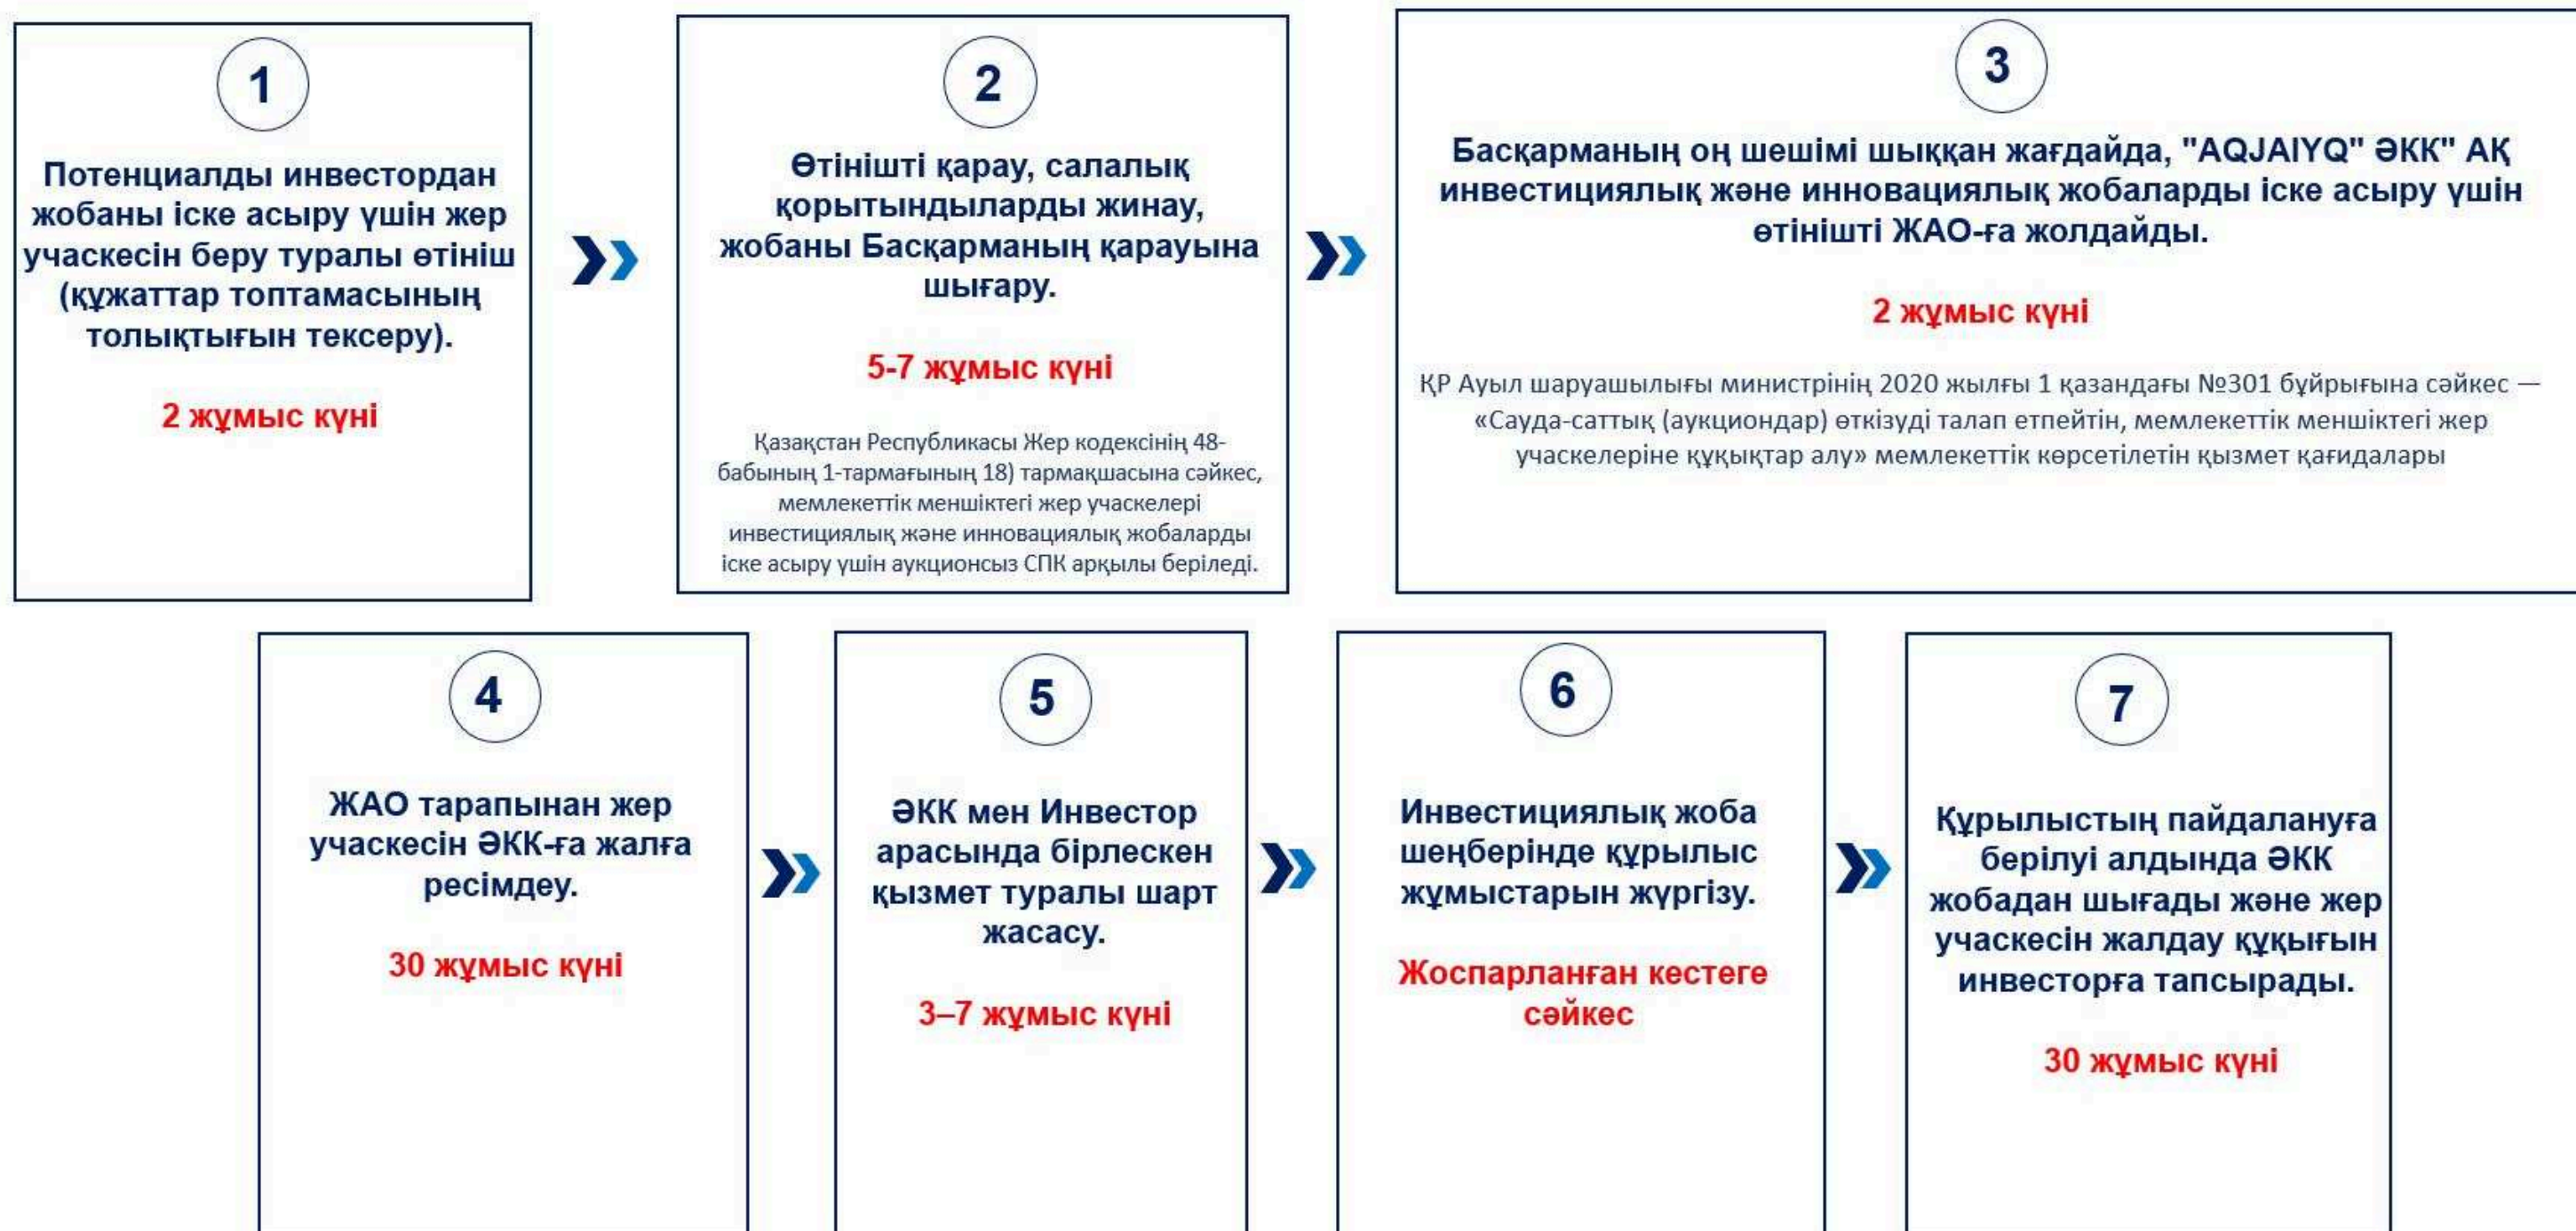 1
Потенциалды инвестордан
жобаны іске асыру үшін жер
учаскесін беру туралы өтініш
(құжаттар топтамасының
толықтығын тексеру).
2 жұмыс күні
2
Өтінішті қарау, салалық
қорытындыларды жинау,
жобаны Басқарманың қарауына
шығару.
5-7 жұмыс күні
Қазақстан Республикасы Жер кодексінің 48-
бабының 1-тармағының 18) тармақшасына сәйкес,
мемлекеттік меншіктегі жер учаскелері
инвестициялық және инновациялық жобаларды
іске асыру үшін аукционсыз СПК арқылы беріледі.
3
Басқарманың оң шешімі шыққан жағдайда, "AQJAIYQ" ӘКК" АҚ
инвестициялық және инновациялық жобаларды іске асыру үшін
өтінішті ЖАО-ға жолдайды.
2 жұмыс күні
ҚР Ауыл шаруашылығы министрінің 2020 жылғы 1 қазандағы №301 бұйрығына сәйкес —
«Сауда-саттық (аукциондар) өткізуді талап етпейтін, мемлекеттік меншіктегі жер
учаскелеріне құқықтар алу» мемлекеттік көрсетілетін қызмет қағидалары
4
ЖАО тарапынан жер
учаскесін ӘКК-ға жалға
ресімдеу.
30 жұмыс күні
5
ӘКК мен Инвестор
арасында бірлескен
қызмет туралы шарт
жасасу.
3–7 жұмыс күні
6
Инвестициялық жоба
шеңберінде құрылыс
жұмыстарын жүргізу.
Жоспарланған кестеге
сәйкес
7
Құрылыстың пайдалануға
берілуі алдында ӘКК
жобадан шығады және жер
учаскесін жалдау құқығын
инвесторға тапсырады.
30 жұмыс күні